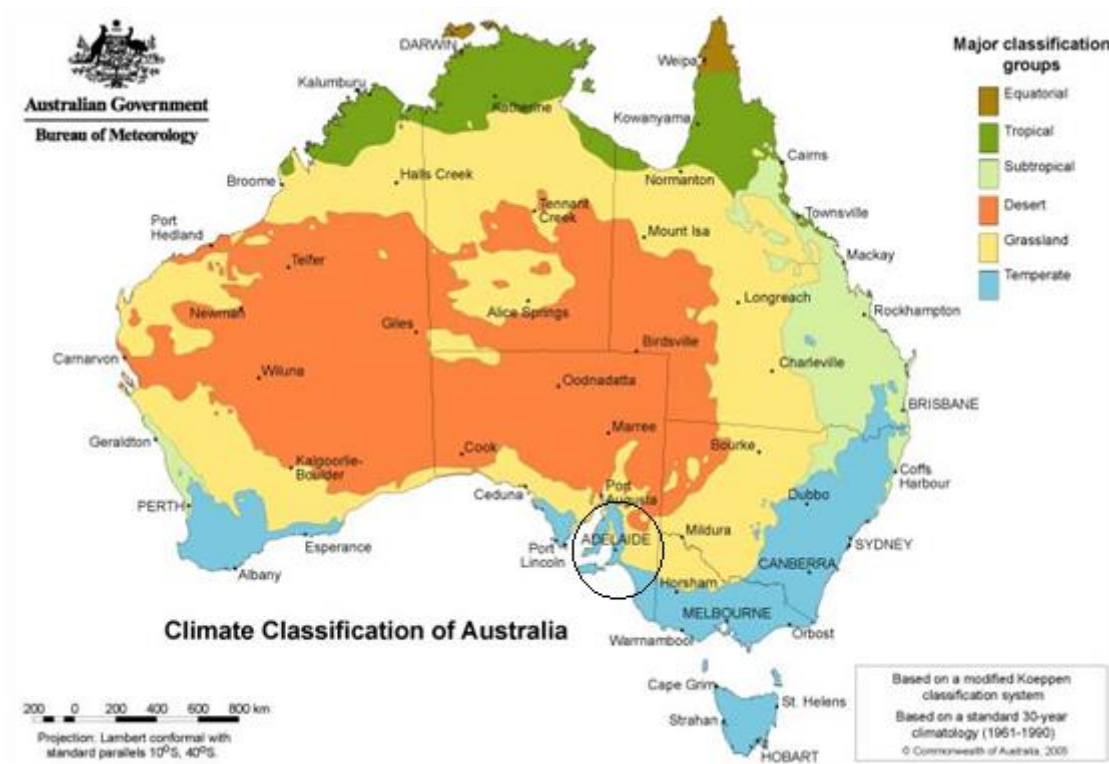 Australian Government
Bureau of Meteorology
Major classification
groups
Equatorial
Tropical
Subtropical
Desert
Grassland
Temperate
DARWIN
Weipa
Kalumburu
Katherine
Kowanyama
Cairns
Broome
Halls Creek
Normanton
Tennant
Creek
Townsville
Port
Hedland
Mount Isa
Mackay
Telfer
Newman
Alice Springs
Longreach
Rockhampton
Giles
Birdsville
Carnarvon
Wiluna
Oodnadatta
Charleville
BRISBANE
Geraldton
Marree
Cook
Bourke
Kalgoorlie-
Boulder
Coffs
Harbour
Ceduna
Port
Augusta
Dubbo
PERTH
Mildura
ADELAIDE
SYDNEY
Esperance
Port
Lincoln
CANBERRA
Albany
Horsham
MELBOURNE
Orbost
Warrnambool
Climate Classification of Australia
Cape Grim
St. Helens
Strahan
HOBART
200 0 200 400 600 800 km
Projection: Lambert conformal with
standard parallels 10°S, 40°S.
Based on a modified Koeppen
classification system
Based on a standard 30-year
climatology (1961-1990)
© Commonwealth of Australia, 2005